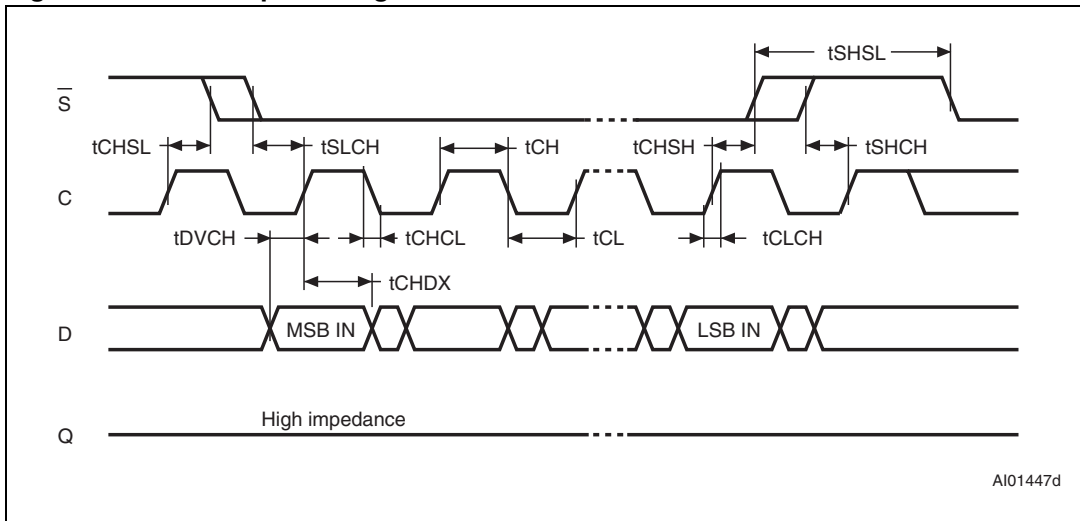 tSHSL
S
tCHSL
tSLCH
tCH
tCHSH
tSHCH
C
tDVCH
tCHCL
tCL
tCLCH
tCHDX
D
MSB IN
LSB IN
High impedance
Q
AI01447d